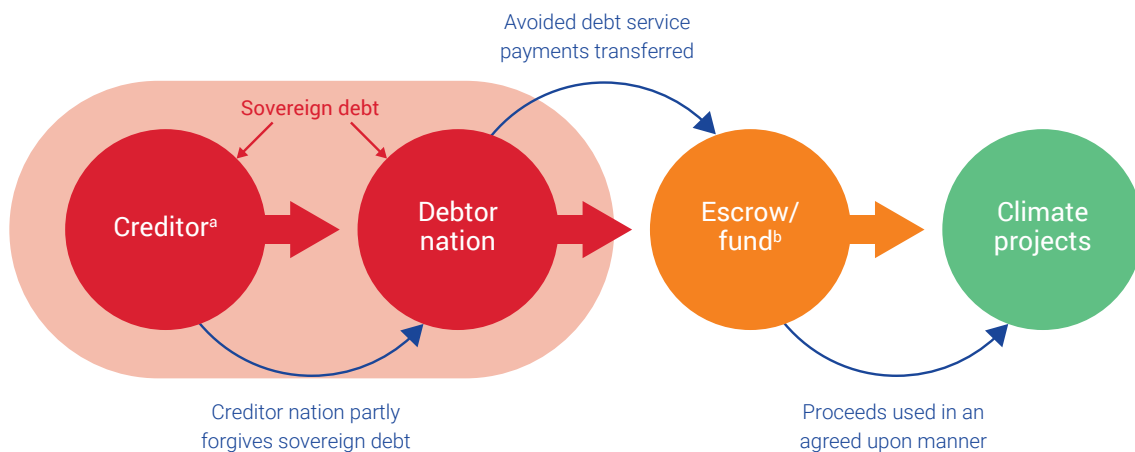 Avoided debt service
payments transferred
Sovereign debt
Creditorᵃ
Debtor
nation
Escrow/
fundᵇ
Climate
projects
Creditor nation partly
forgives sovereign debt
Proceeds used in an
agreed upon manner